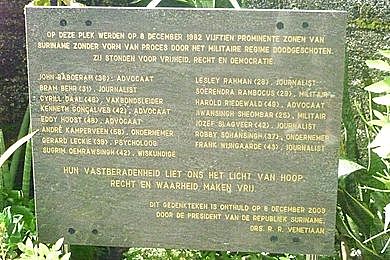 OP DEZE PLEK WERDEN OP 8 DECEMBER 1982 VIJFTIEN PROMINENTE ZONEN VAN
SURINAME ZONDER VORM VAN PROCES DOOR HET MILITAIRE REGIME DOODGESCHOTEN.
ZIJ STONDEN VOOR VRIJHEID, RECHT EN DEMOCRATIE.
JOHN BABOERAM (36), ADVOCAAT
BRAM BEHR (31), JOURNALIST
CYRILL DAAL (46), VAKBONDSLEIDER
KENNETH GONÇALVES (42), ADVOCAAT
EDDY HOOST (48), ADVOCAAT
ANDRÉ KAMPERVEEN (58), ONDERNEMER
GERARD LECKIE (39), PSYCHOLOOG
SUGRIM OEMRAWSINGH (42), WISKUNDIGE
LESLEY RAHMAN (28), JOURNALIST
SOERENDRA RAMBOCUS (29), MILITAIR
HAROLD RIEDEWALD (49), ADVOCAAT
JIWANSINGH SHEOMBAR (25), MILITAIR
JOZEF SLAGVEER (42), JOURNALIST
ROBBY SOHANSINGH (37), ONDERNEMER
FRANK WIJNGAARDE (43), JOURNALIST
HUN VASTBERADENHEID LIET ONS HET LICHT VAN HOOP.
RECHT EN WAARHEID MAKEN VRIJ.
DIT GEDENKTEKEN IS ONTHULD OP 8 DECEMBER 2009
DOOR DE PRESIDENT VAN DE REPUBLIEK SURINAME,
DRS. R. R. VENETIAAN